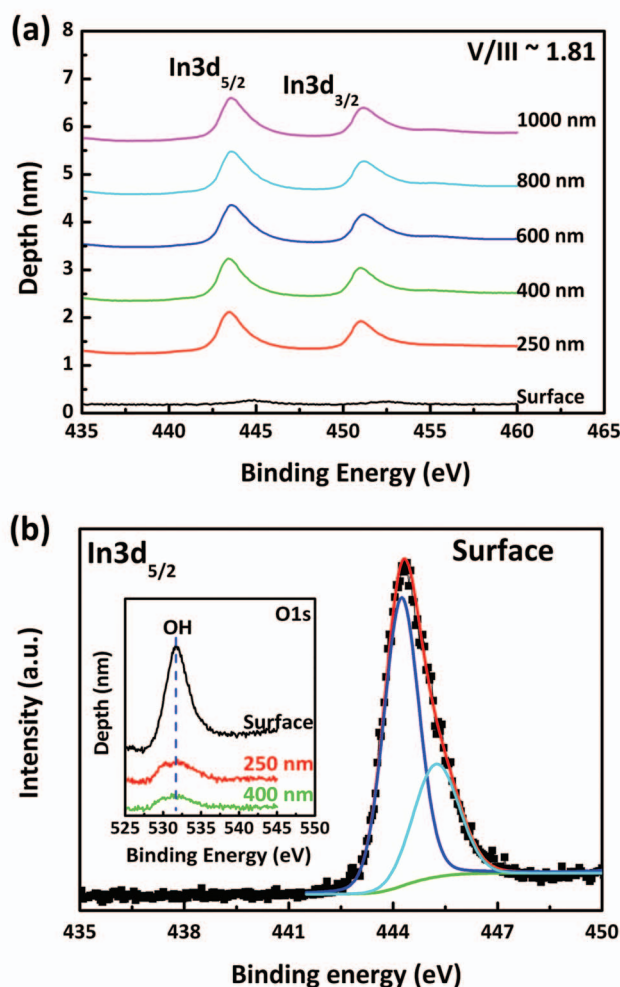 (a)
V/III ~ 1.81
In3d5/2
In3d3/2
1000 nm
800 nm
600 nm
400 nm
250 nm
Surface
Depth (nm)
8
7
6
5
4
3
2
1
0
435 440 445 450 455 460 465
Binding Energy (eV)
(b)
In3d5/2
Surface
O1s
OH
Surface
250 nm
400 nm
Depth (nm)
525 530 535 540 545 550
Binding Energy (eV)
Intensity (a.u.)
435 438 441 444 447 450
Binding energy (eV)